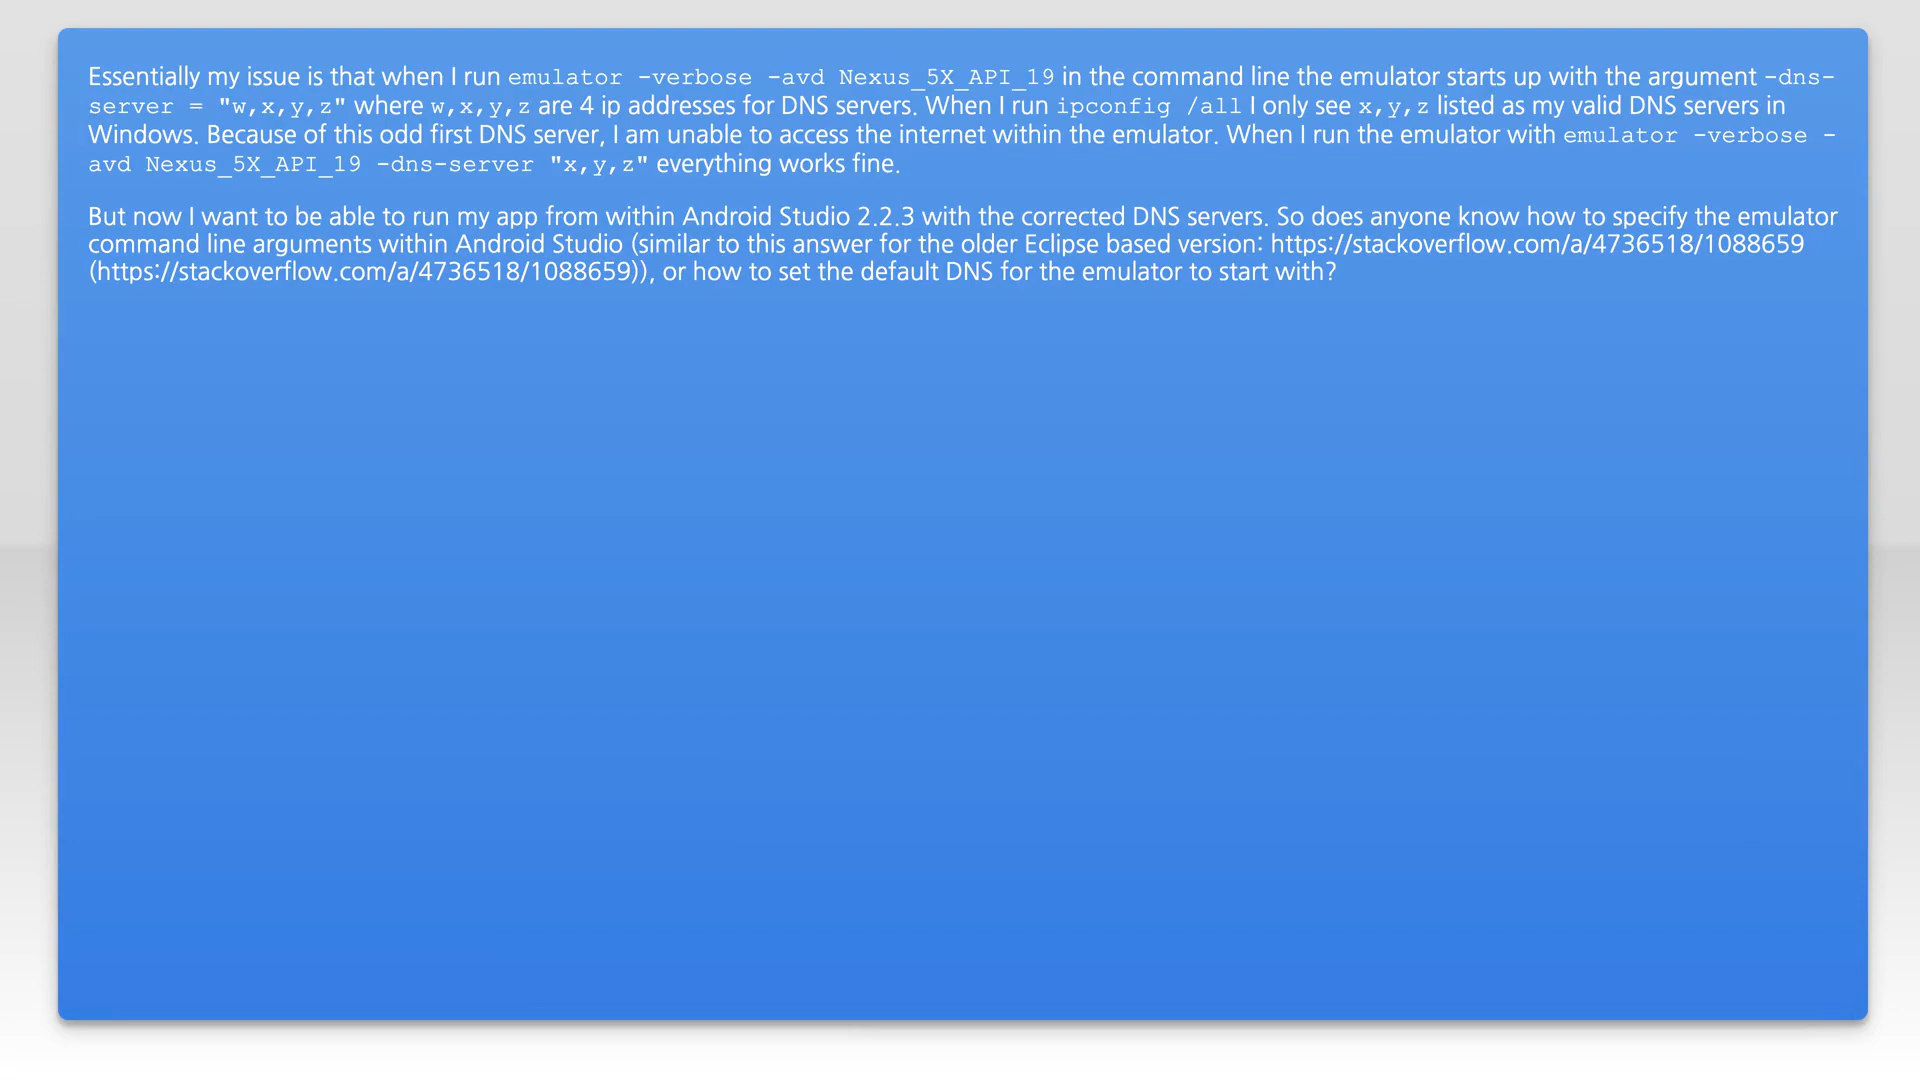 Essentially my issue is that when I run emulator -verbose -avd Nexus_5X_API_19 in the command line the emulator starts up with the argument -dns-
server = "w,x,y,z" where w,x,y,z are 4 ip addresses for DNS servers. When I run ipconfig /all I only see x,y,z listed as my valid DNS servers in
Windows. Because of this odd first DNS server, I am unable to access the internet within the emulator. When I run the emulator with emulator -verbose -
avd Nexus_5X_API_19 -dns-server "x,y,z" everything works fine.
But now I want to be able to run my app from within Android Studio 2.2.3 with the corrected DNS servers. So does anyone know how to specify the emulator
command line arguments within Android Studio (similar to this answer for the older Eclipse based version: https://stackoverflow.com/a/4736518/1088659
(https://stackoverflow.com/a/4736518/1088659)), or how to set the default DNS for the emulator to start with?